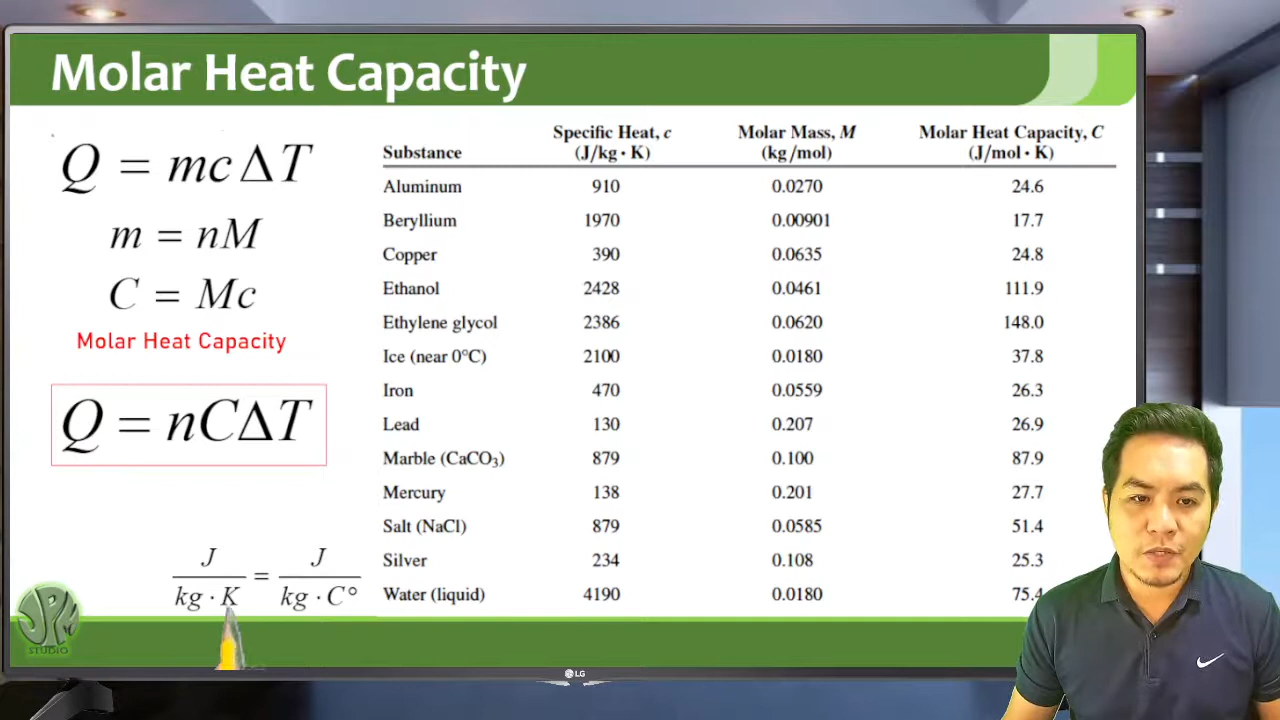 Molar Heat Capacity
Q = mcΔT
m = nM
C = Mc
Molar Heat Capacity
Q = nCΔT
J / kg · K = J / kg · C°
Substance Specific Heat, c (J/kg · K) Molar Mass, M (kg/mol) Molar Heat Capacity, C (J/mol · K)
Aluminum 910 0.0270 24.6
Beryllium 1970 0.00901 17.7
Copper 390 0.0635 24.8
Ethanol 2428 0.0461 111.9
Ethylene glycol 2386 0.0620 148.0
Ice (near 0°C) 2100 0.0180 37.8
Iron 470 0.0559 26.3
Lead 130 0.207 26.9
Marble (CaCO₃) 879 0.100 87.9
Mercury 138 0.201 27.7
Salt (NaCl) 879 0.0585 51.4
Silver 234 0.108 25.3
Water (liquid) 4190 0.0180 75.4
JPM
STUDIO
LG